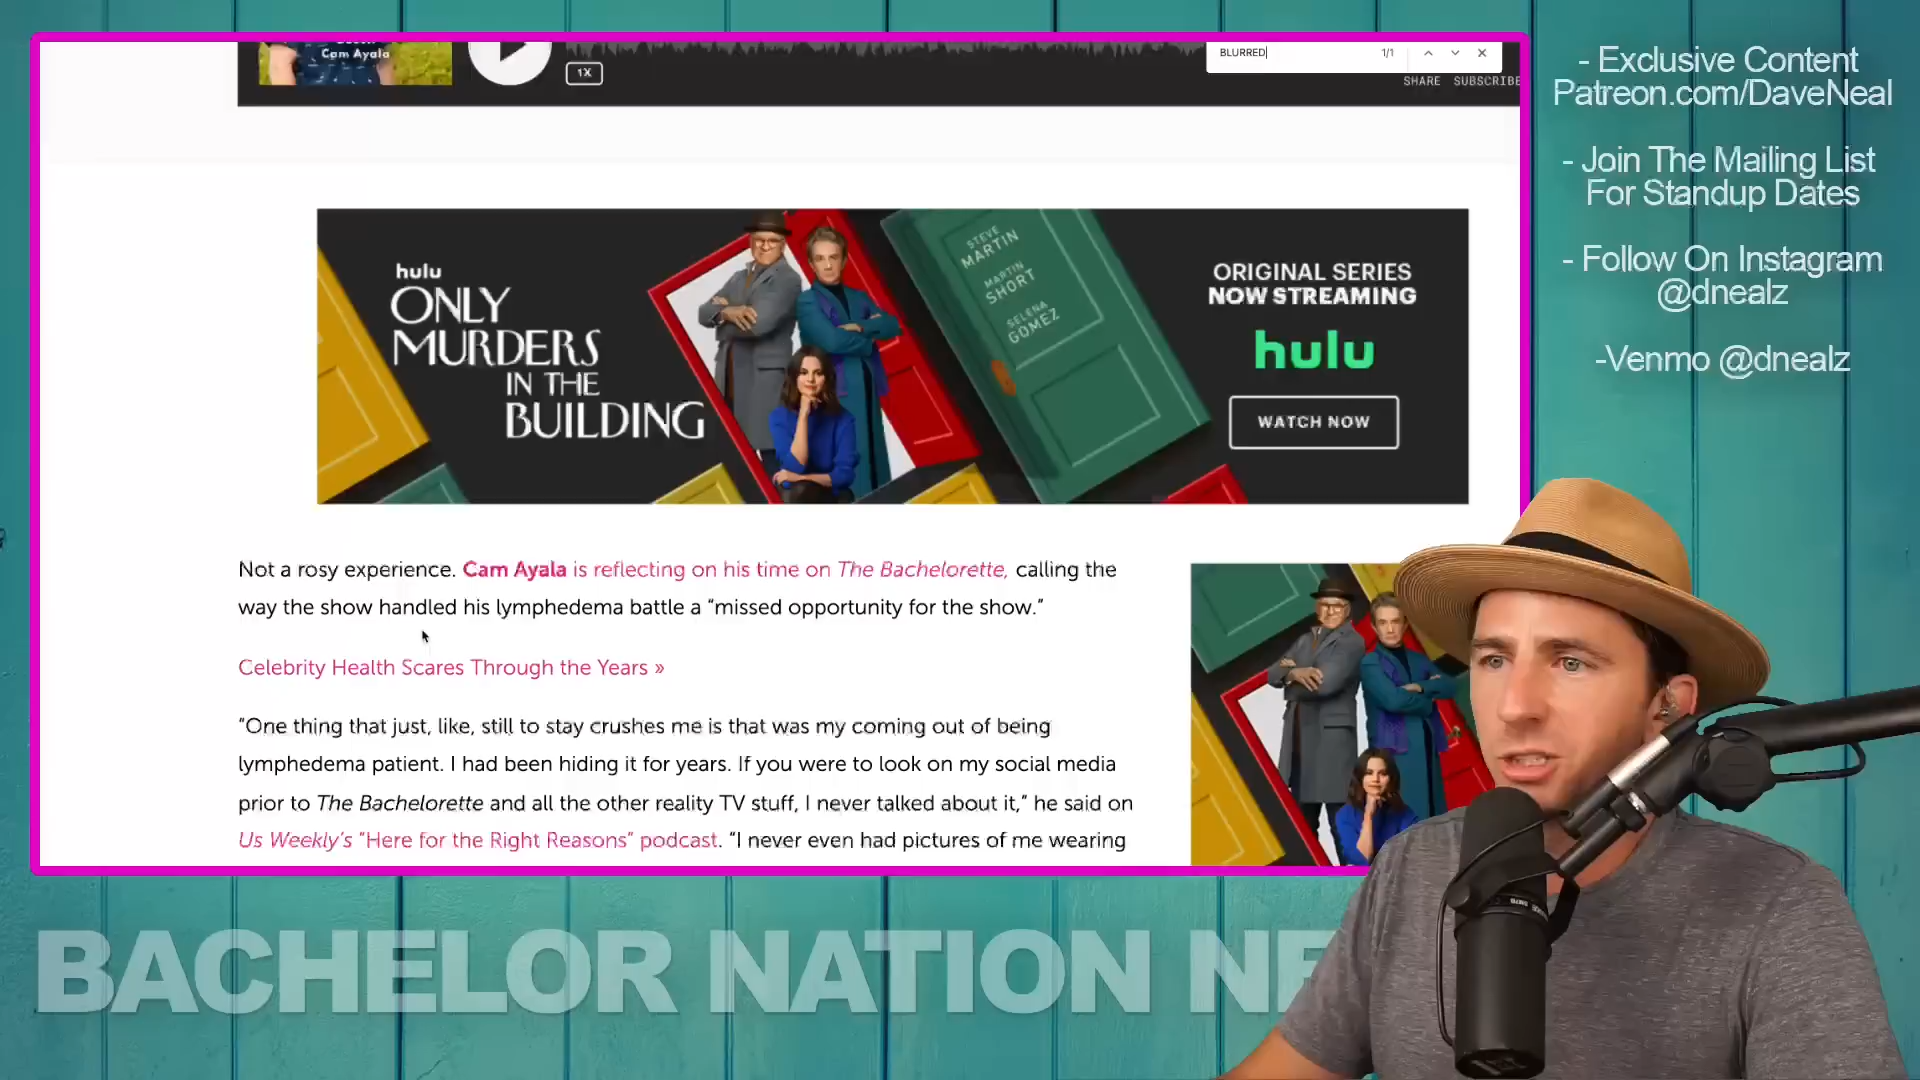 Cam Ayala
1X
BLURRED
1/1
SHARE SUBSCRIBE
hulu
ONLY
MURDERS
IN THE
BUILDING
STEVE
MARTIN
MARTIN
SHORT
SELENA
GOMEZ
ORIGINAL SERIES
NOW STREAMING
hulu
WATCH NOW
Not a rosy experience. Cam Ayala is reflecting on his time on The Bachelorette, calling the
way the show handled his lymphedema battle a “missed opportunity for the show.”
Celebrity Health Scares Through the Years »
“One thing that just, like, still to stay crushes me is that was my coming out of being
lymphedema patient. I had been hiding it for years. If you were to look on my social media
prior to The Bachelorette and all the other reality TV stuff, I never talked about it,” he said on
Us Weekly’s “Here for the Right Reasons” podcast. “I never even had pictures of me wearing
- Exclusive Content
Patreon.com/DaveNeal
- Join The Mailing List
For Standup Dates
- Follow On Instagram
@dnealz
-Venmo @dnealz
BACHELOR NATION NE